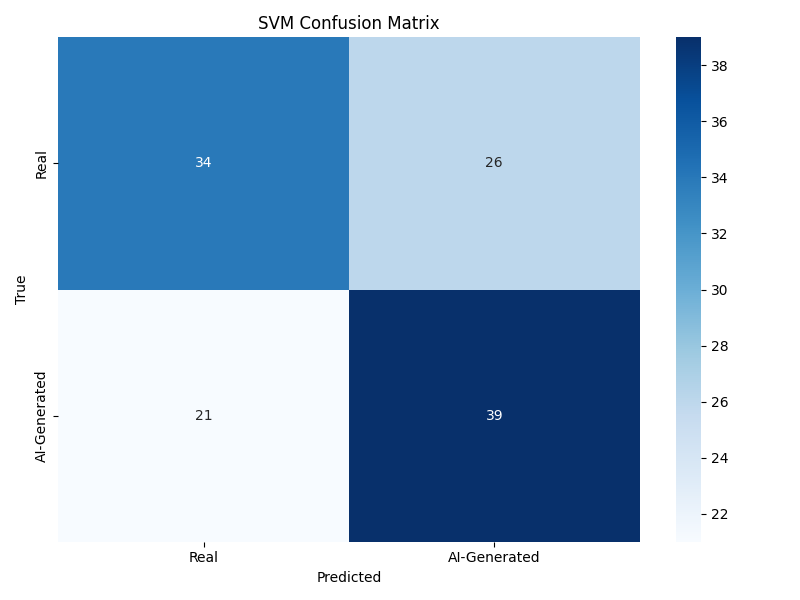 SVM Confusion Matrix
True
Real
AI-Generated
34
26
21
39
Real
AI-Generated
Predicted
38
36
34
32
30
28
26
24
22